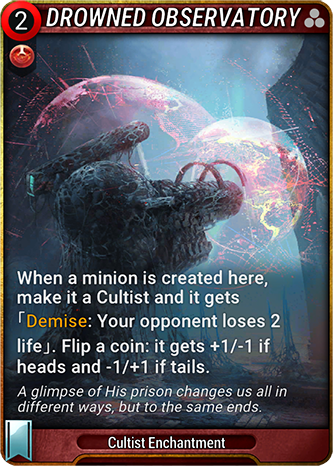 2 DROWNED OBSERVATORY
When a minion is created here,
make it a Cultist and it gets
「Demise: Your opponent loses 2
life」. Flip a coin: it gets +1/-1 if
heads and -1/+1 if tails.
A glimpse of His prison changes us all in
different ways, but to the same ends.
Cultist Enchantment